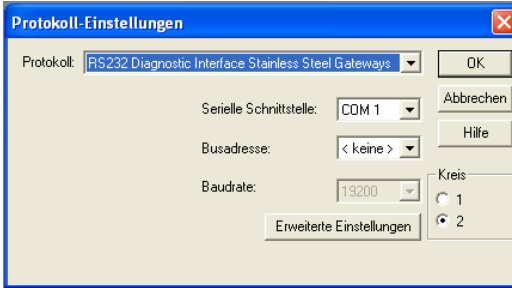 Protokoll-Einstellungen
Protokoll: RS232 Diagnostic Interface Stainless Steel Gateways
OK
Abbrechen
Hilfe
Serielle Schnittstelle: COM 1
Busadresse: < keine >
Baudrate: 19200
Erweiterte Einstellungen
Kreis
1
2